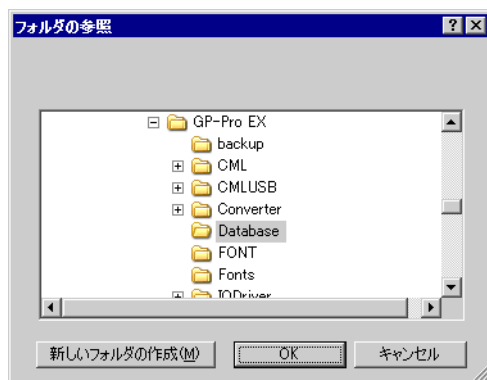 フォルダの参照
GP-Pro EX
backup
CML
CMLUSB
Converter
Database
FONT
Fonts
IODriver
新しいフォルダの作成(M)
OK
キャンセル